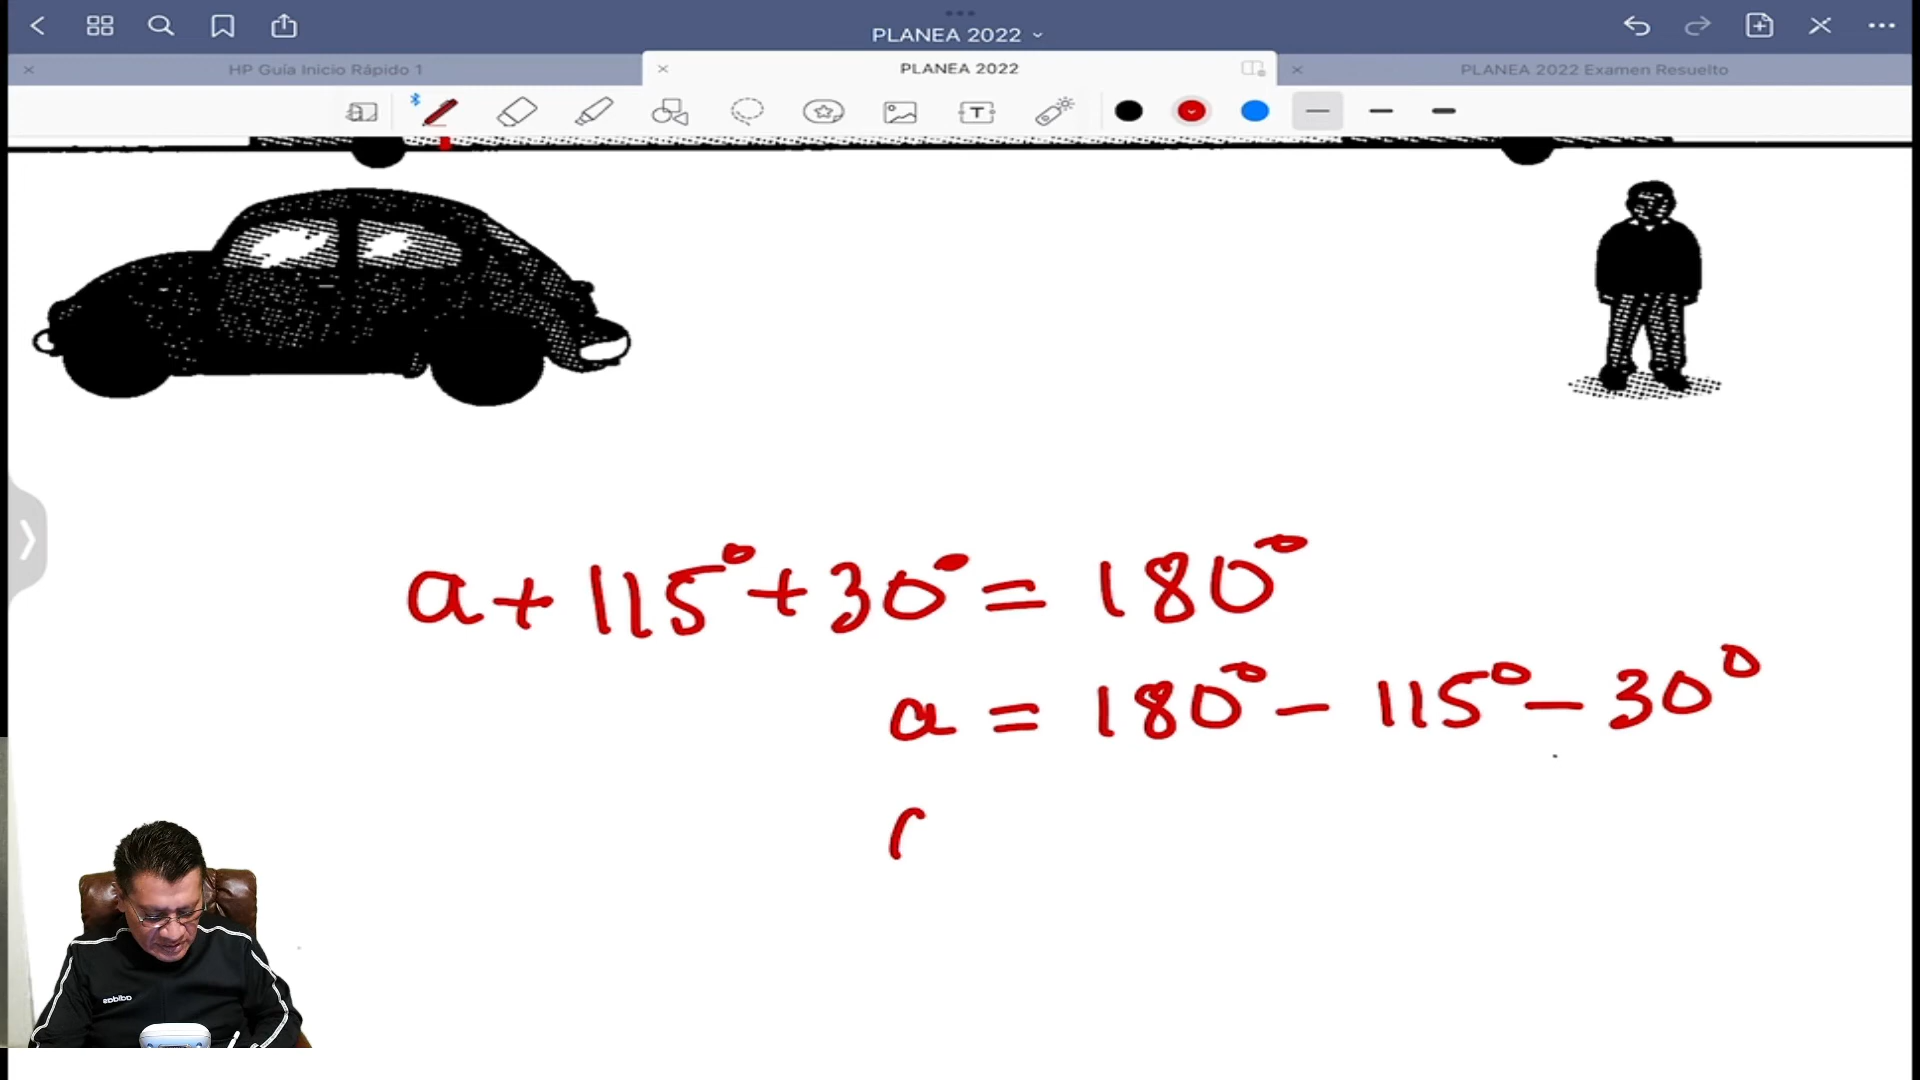 PLANEA 2022
HP Guía Inicio Rápido 1
PLANEA 2022
PLANEA 2022 Examen Resuelto
T
a + 115° + 30° = 180°
a = 180° - 115° - 30°
adidas